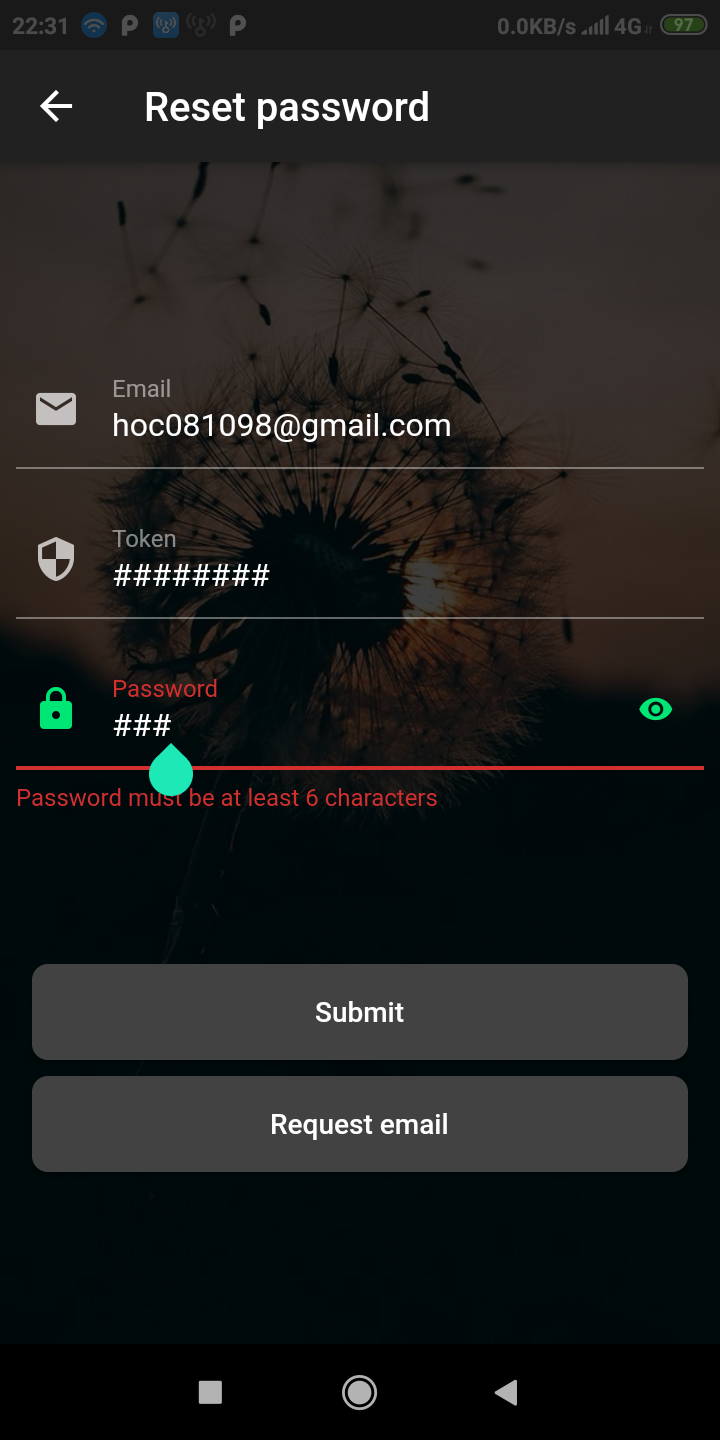 22:31 0.0KB/s 4G 97
Reset password
Email
hoc081098@gmail.com
Token
########
Password
###
Password must be at least 6 characters
Submit
Request email